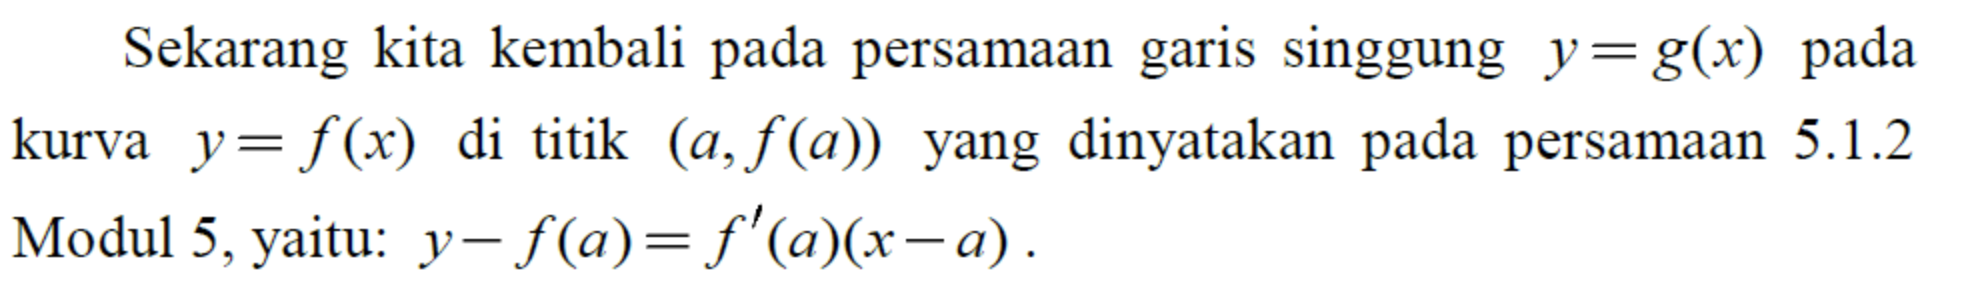 Sekarang kita kembali pada persamaan garis singgung y = g(x) pada
kurva y = f(x) di titik (a, f(a)) yang dinyatakan pada persamaan 5.1.2
Modul 5, yaitu: y − f(a) = f′(a)(x − a) .